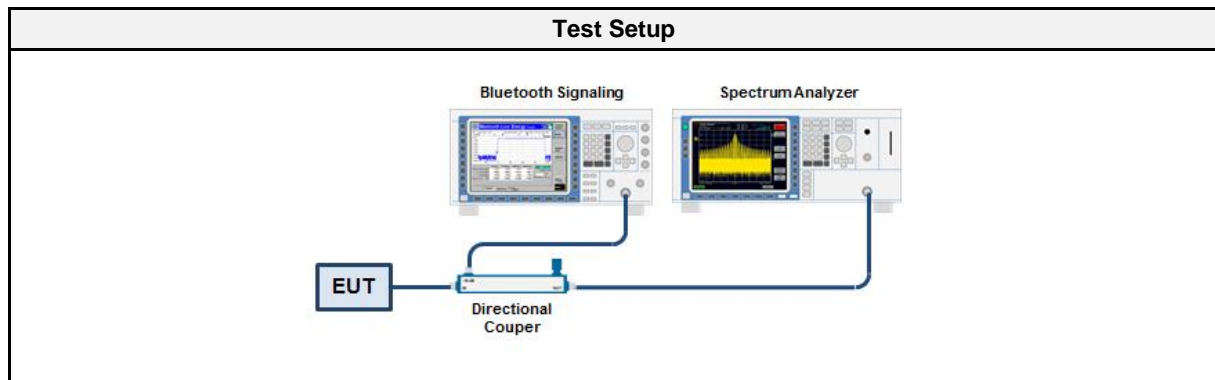 Test Setup
Bluetooth Signaling
Spectrum Analyzer
EUT
Directional
Couper